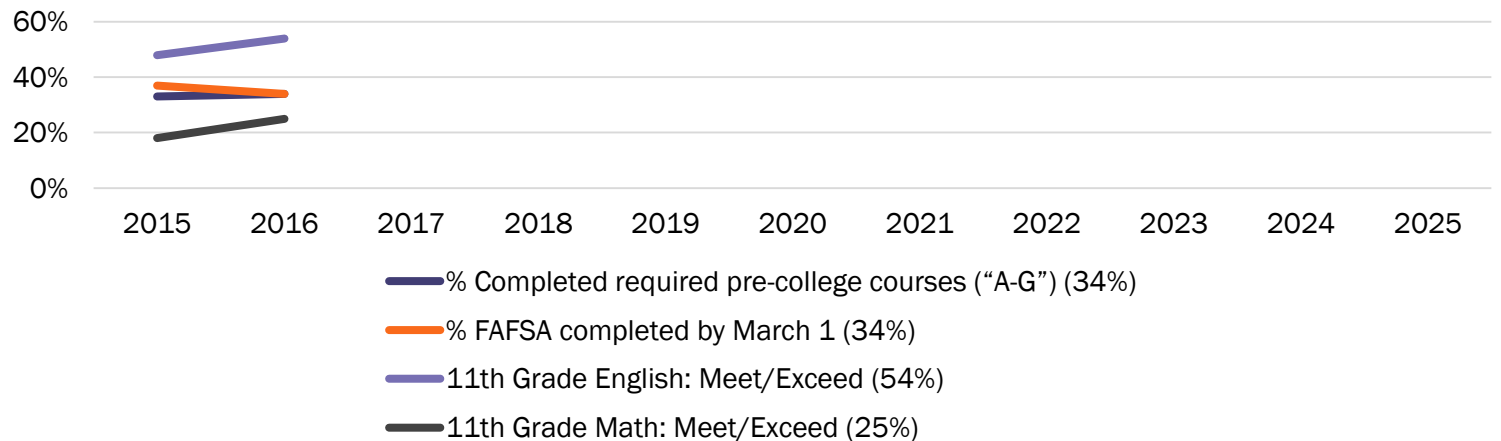 60%
40%
20%
0%
2015 2016 2017 2018 2019 2020 2021 2022 2023 2024 2025
% Completed required pre-college courses (“A-G”) (34%)
% FAFSA completed by March 1 (34%)
11th Grade English: Meet/Exceed (54%)
11th Grade Math: Meet/Exceed (25%)